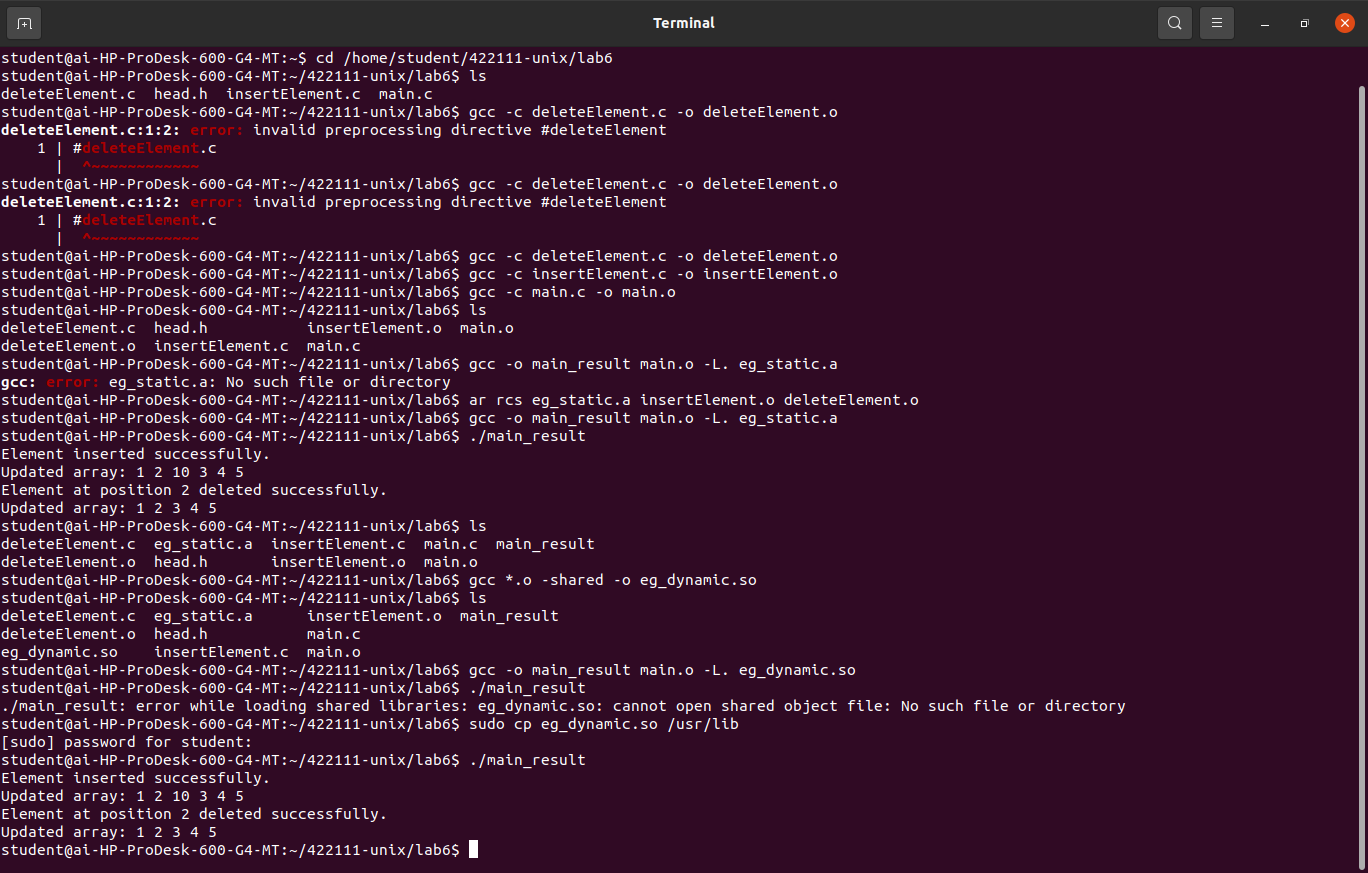 Terminal
student@ai-HP-ProDesk-600-G4-MT:~$ cd /home/student/422111-unix/lab6
student@ai-HP-ProDesk-600-G4-MT:~/422111-unix/lab6$ ls
deleteElement.c  head.h  insertElement.c  main.c
student@ai-HP-ProDesk-600-G4-MT:~/422111-unix/lab6$ gcc -c deleteElement.c -o deleteElement.o
deleteElement.c:1:2: error: invalid preprocessing directive #deleteElement
    1 | #deleteElement.c
      |  ^~~~~~~~~~~~~
student@ai-HP-ProDesk-600-G4-MT:~/422111-unix/lab6$ gcc -c deleteElement.c -o deleteElement.o
deleteElement.c:1:2: error: invalid preprocessing directive #deleteElement
    1 | #deleteElement.c
      |  ^~~~~~~~~~~~~
student@ai-HP-ProDesk-600-G4-MT:~/422111-unix/lab6$ gcc -c deleteElement.c -o deleteElement.o
student@ai-HP-ProDesk-600-G4-MT:~/422111-unix/lab6$ gcc -c insertElement.c -o insertElement.o
student@ai-HP-ProDesk-600-G4-MT:~/422111-unix/lab6$ gcc -c main.c -o main.o
student@ai-HP-ProDesk-600-G4-MT:~/422111-unix/lab6$ ls
deleteElement.c  head.h           insertElement.o  main.o
deleteElement.o  insertElement.c  main.c
student@ai-HP-ProDesk-600-G4-MT:~/422111-unix/lab6$ gcc -o main_result main.o -L. eg_static.a
gcc: error: eg_static.a: No such file or directory
student@ai-HP-ProDesk-600-G4-MT:~/422111-unix/lab6$ ar rcs eg_static.a insertElement.o deleteElement.o
student@ai-HP-ProDesk-600-G4-MT:~/422111-unix/lab6$ gcc -o main_result main.o -L. eg_static.a
student@ai-HP-ProDesk-600-G4-MT:~/422111-unix/lab6$ ./main_result
Element inserted successfully.
Updated array: 1 2 10 3 4 5
Element at position 2 deleted successfully.
Updated array: 1 2 3 4 5
student@ai-HP-ProDesk-600-G4-MT:~/422111-unix/lab6$ ls
deleteElement.c  eg_static.a  insertElement.c  main.c  main_result
deleteElement.o  head.h       insertElement.o  main.o
student@ai-HP-ProDesk-600-G4-MT:~/422111-unix/lab6$ gcc *.o -shared -o eg_dynamic.so
student@ai-HP-ProDesk-600-G4-MT:~/422111-unix/lab6$ ls
deleteElement.c  eg_static.a      insertElement.o  main_result
deleteElement.o  head.h           main.c
eg_dynamic.so    insertElement.c  main.o
student@ai-HP-ProDesk-600-G4-MT:~/422111-unix/lab6$ gcc -o main_result main.o -L. eg_dynamic.so
student@ai-HP-ProDesk-600-G4-MT:~/422111-unix/lab6$ ./main_result
./main_result: error while loading shared libraries: eg_dynamic.so: cannot open shared object file: No such file or directory
student@ai-HP-ProDesk-600-G4-MT:~/422111-unix/lab6$ sudo cp eg_dynamic.so /usr/lib
[sudo] password for student:
student@ai-HP-ProDesk-600-G4-MT:~/422111-unix/lab6$ ./main_result
Element inserted successfully.
Updated array: 1 2 10 3 4 5
Element at position 2 deleted successfully.
Updated array: 1 2 3 4 5
student@ai-HP-ProDesk-600-G4-MT:~/422111-unix/lab6$